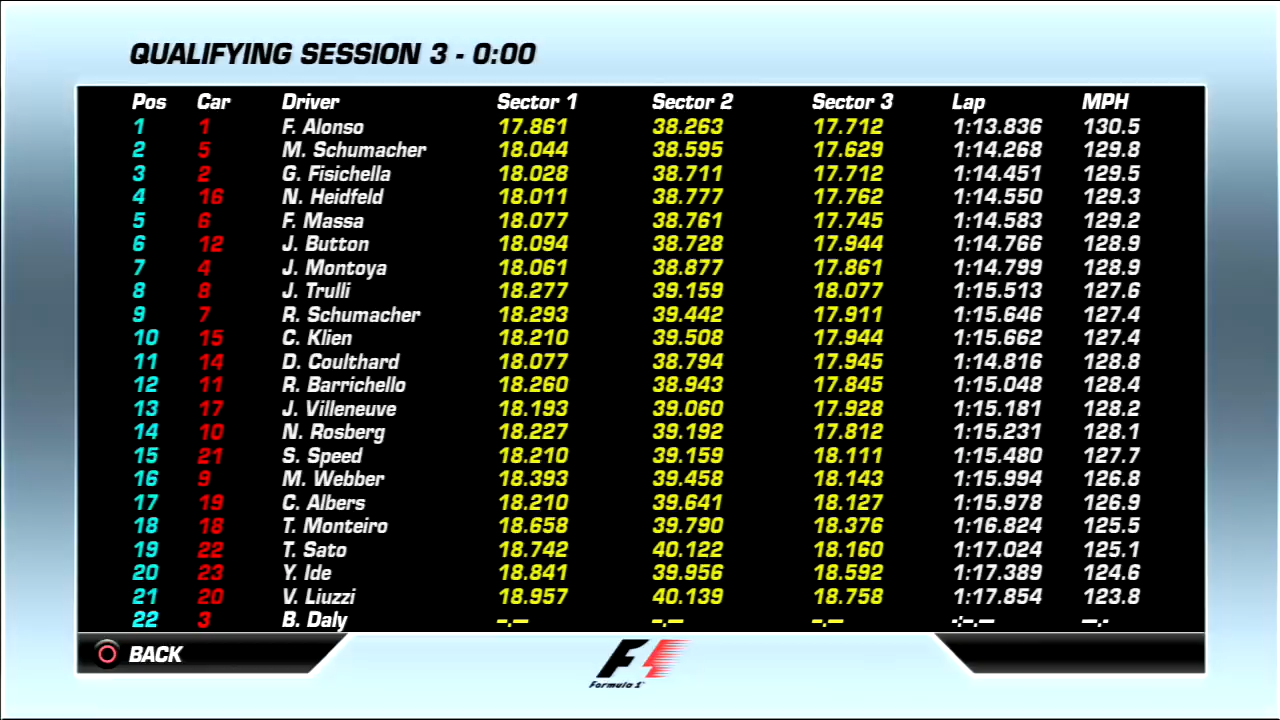 QUALIFYING SESSION 3 - 0:00
Pos Car Driver Sector 1 Sector 2 Sector 3 Lap MPH
1 1 F. Alonso 17.861 38.263 17.712 1:13.836 130.5
2 5 M. Schumacher 18.044 38.595 17.629 1:14.268 129.8
3 2 G. Fisichella 18.028 38.711 17.712 1:14.451 129.5
4 16 N. Heidfeld 18.011 38.777 17.762 1:14.550 129.3
5 6 F. Massa 18.077 38.761 17.745 1:14.583 129.2
6 12 J. Button 18.094 38.728 17.944 1:14.766 128.9
7 4 J. Montoya 18.061 38.877 17.861 1:14.799 128.9
8 8 J. Trulli 18.277 39.159 18.077 1:15.513 127.6
9 7 R. Schumacher 18.293 39.442 17.911 1:15.646 127.4
10 15 C. Klien 18.210 39.508 17.944 1:15.662 127.4
11 14 D. Coulthard 18.077 38.794 17.945 1:14.816 128.8
12 11 R. Barrichello 18.260 38.943 17.845 1:15.048 128.4
13 17 J. Villeneuve 18.193 39.060 17.928 1:15.181 128.2
14 10 N. Rosberg 18.227 39.192 17.812 1:15.231 128.1
15 21 S. Speed 18.210 39.159 18.111 1:15.480 127.7
16 9 M. Webber 18.393 39.458 18.143 1:15.994 126.8
17 19 C. Albers 18.210 39.641 18.127 1:15.978 126.9
18 18 T. Monteiro 18.658 39.790 18.376 1:16.824 125.5
19 22 T. Sato 18.742 40.122 18.160 1:17.024 125.1
20 23 Y. Ide 18.841 39.956 18.592 1:17.389 124.6
21 20 V. Liuzzi 18.957 40.139 18.758 1:17.854 123.8
22 3 B. Daly --.-- --.-- --.-- -:-.-- --.-
BACK
F1
Formula 1